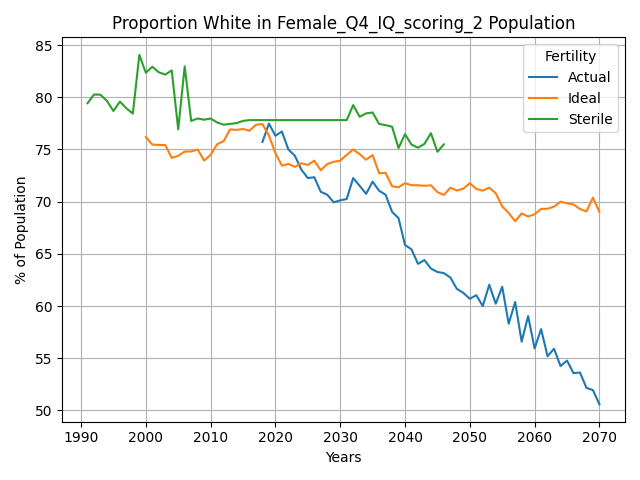 Proportion White in Female_Q4_IQ_scoring_2 Population
% of Population
85
80
75
70
65
60
55
50
Fertility
Actual
Ideal
Sterile
1990 2000 2010 2020 2030 2040 2050 2060 2070
Years